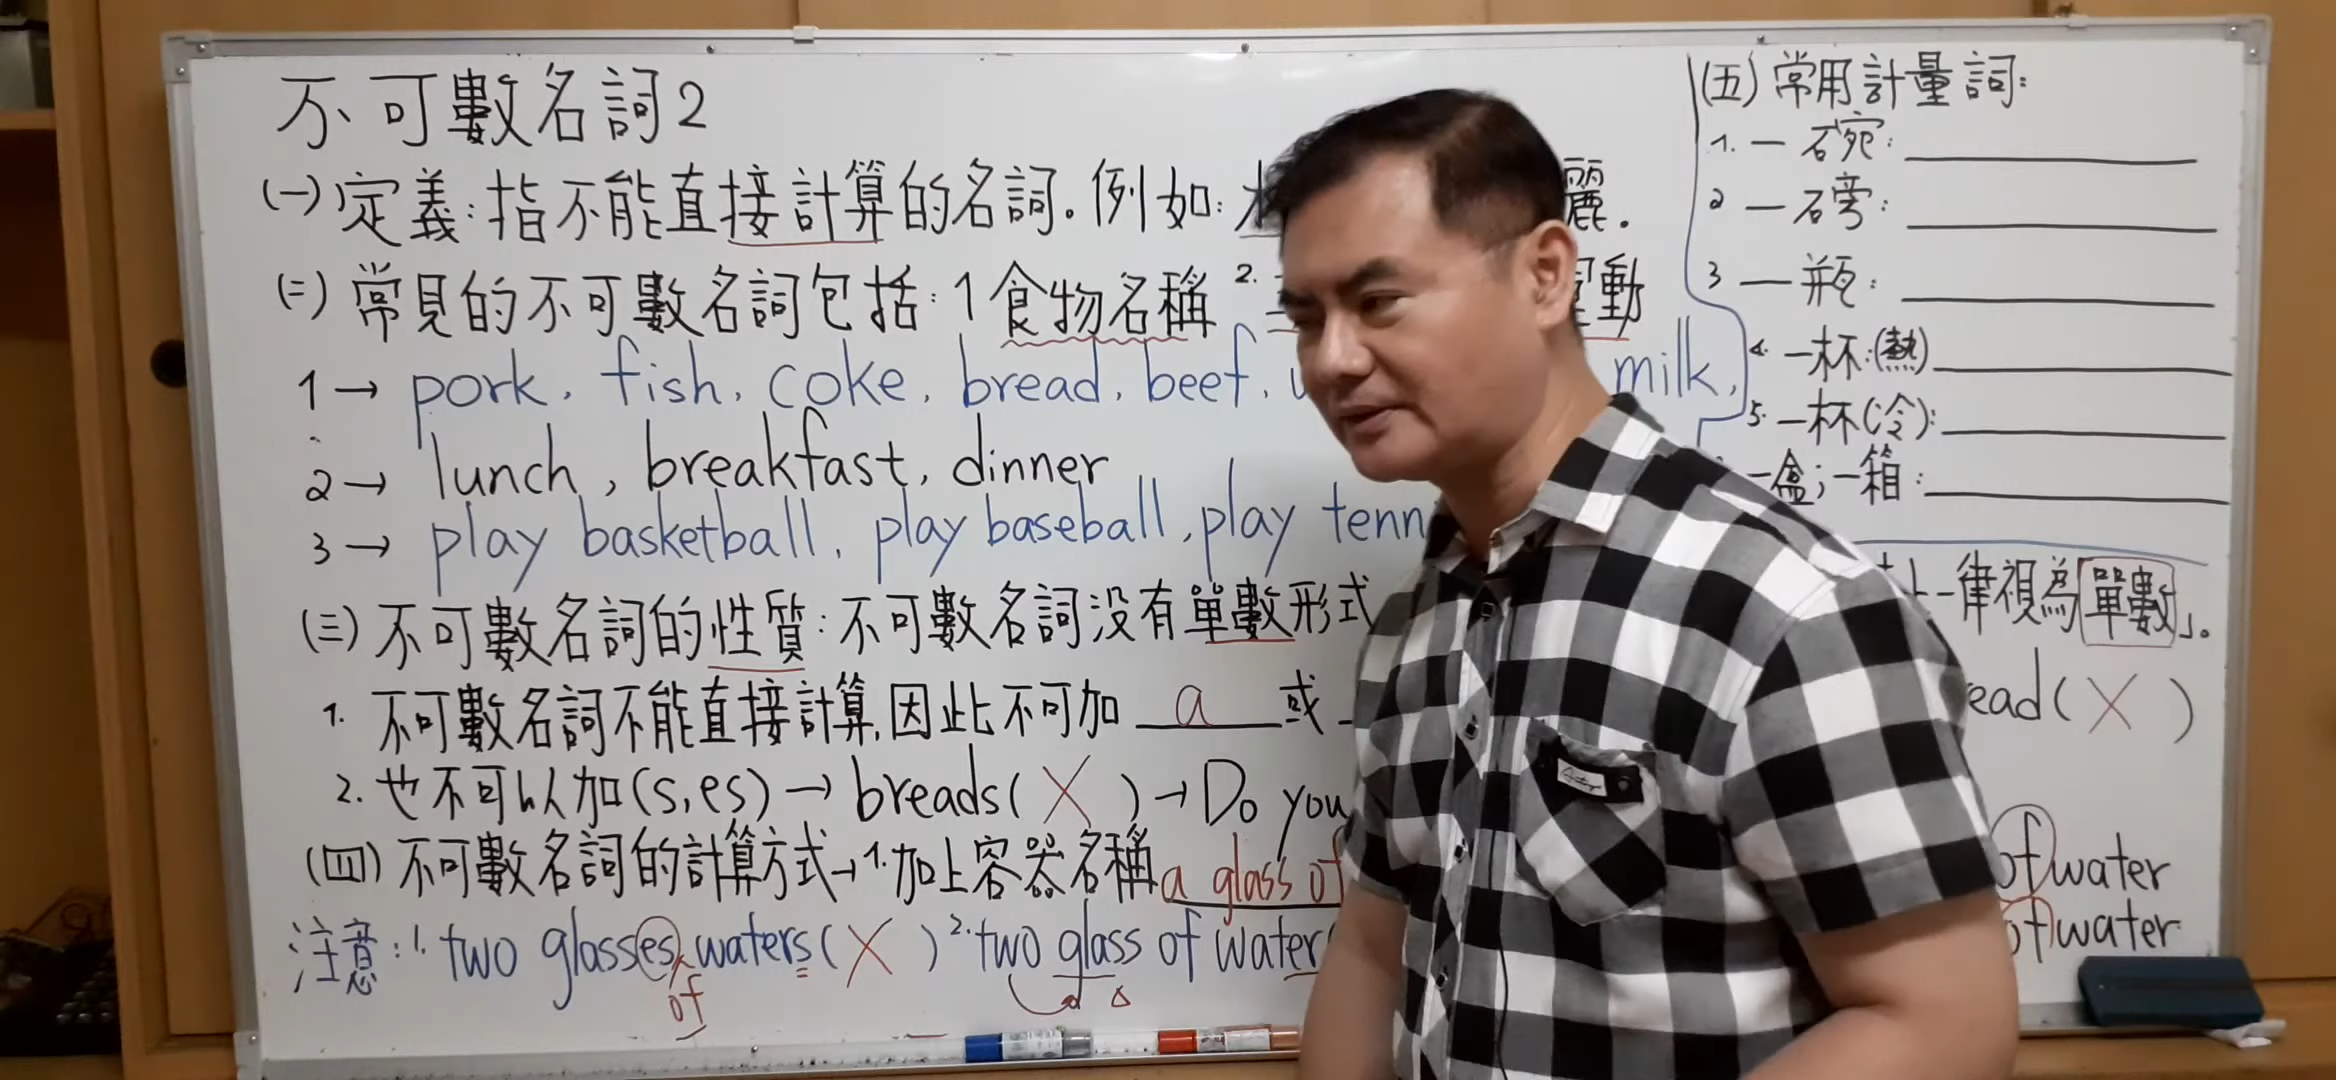 不可數名詞2
(一)定義:指不能直接計算的名詞。例如:
麗.
(二)常見的不可數名詞包括:1食物名稱 2.
動
1→ pork, fish, coke, bread, beef,
milk,
2→ lunch, breakfast, dinner
3→ play basketball, play baseball, play tenn
(三)不可數名詞的性質:不可數名詞沒有單數形式
一律視為單數」。
1. 不可數名詞不能直接計算,因此不可加 a 或
ead(X)
2. 也不可以加(s,es)→breads(X)→Do you
(四)不可數名詞的計算方式→1.加上容器名稱 a glass of
of water
注意:1. two glasses waters(X) 2. two glass of water
of
of water
(五)常用計量詞:
1. 一碗:
2 一磅:
3 一瓶:
4. 一杯:(熱)
5. 一杯(冷):
一盒;一箱: